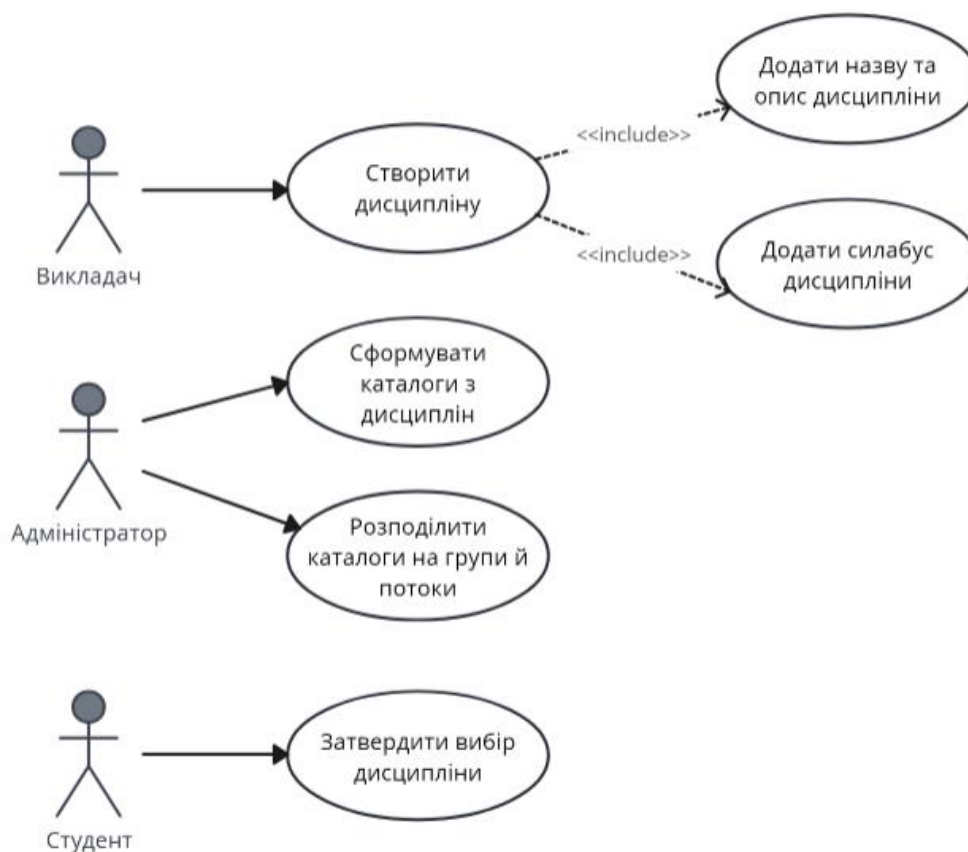 Додати назву та
опис дисципліни
<<include>>
Створити
дисципліну
<<include>>
Додати силабус
дисципліни
Викладач
Сформувати
каталоги з
дисциплін
Адміністратор
Розподілити
каталоги на групи й
потоки
Затвердити вибір
дисципліни
Студент